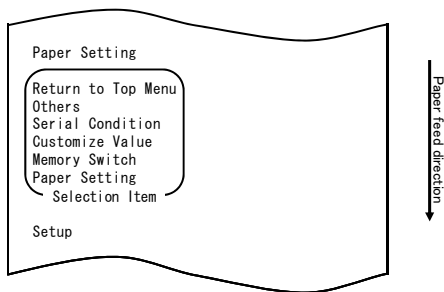 Paper Setting
Return to Top Menu
Others
Serial Condition
Customize Value
Memory Switch
Paper Setting
Selection Item
Setup
Paper feed direction